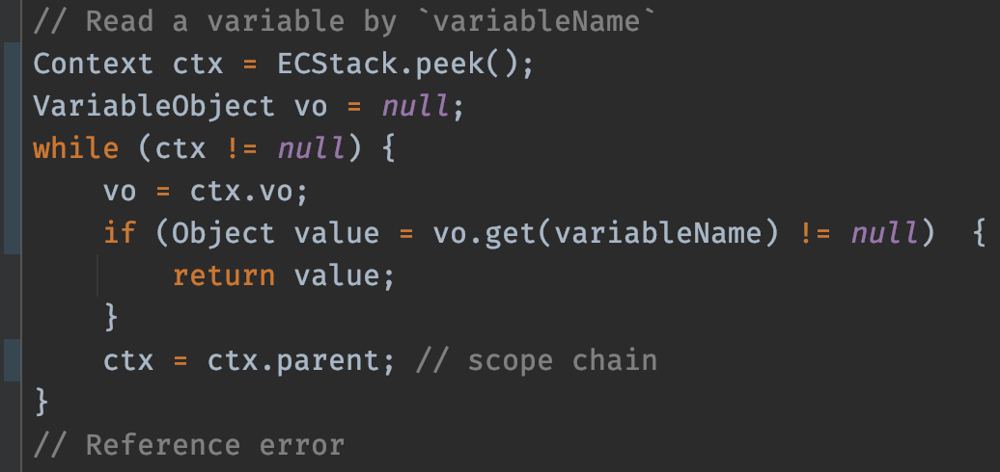 // Read a variable by `variableName`
Context ctx = ECStack.peek();
VariableObject vo = null;
while (ctx != null) {
    vo = ctx.vo;
    if (Object value = vo.get(variableName) != null)  {
        return value;
    }
    ctx = ctx.parent; // scope chain
}
// Reference error